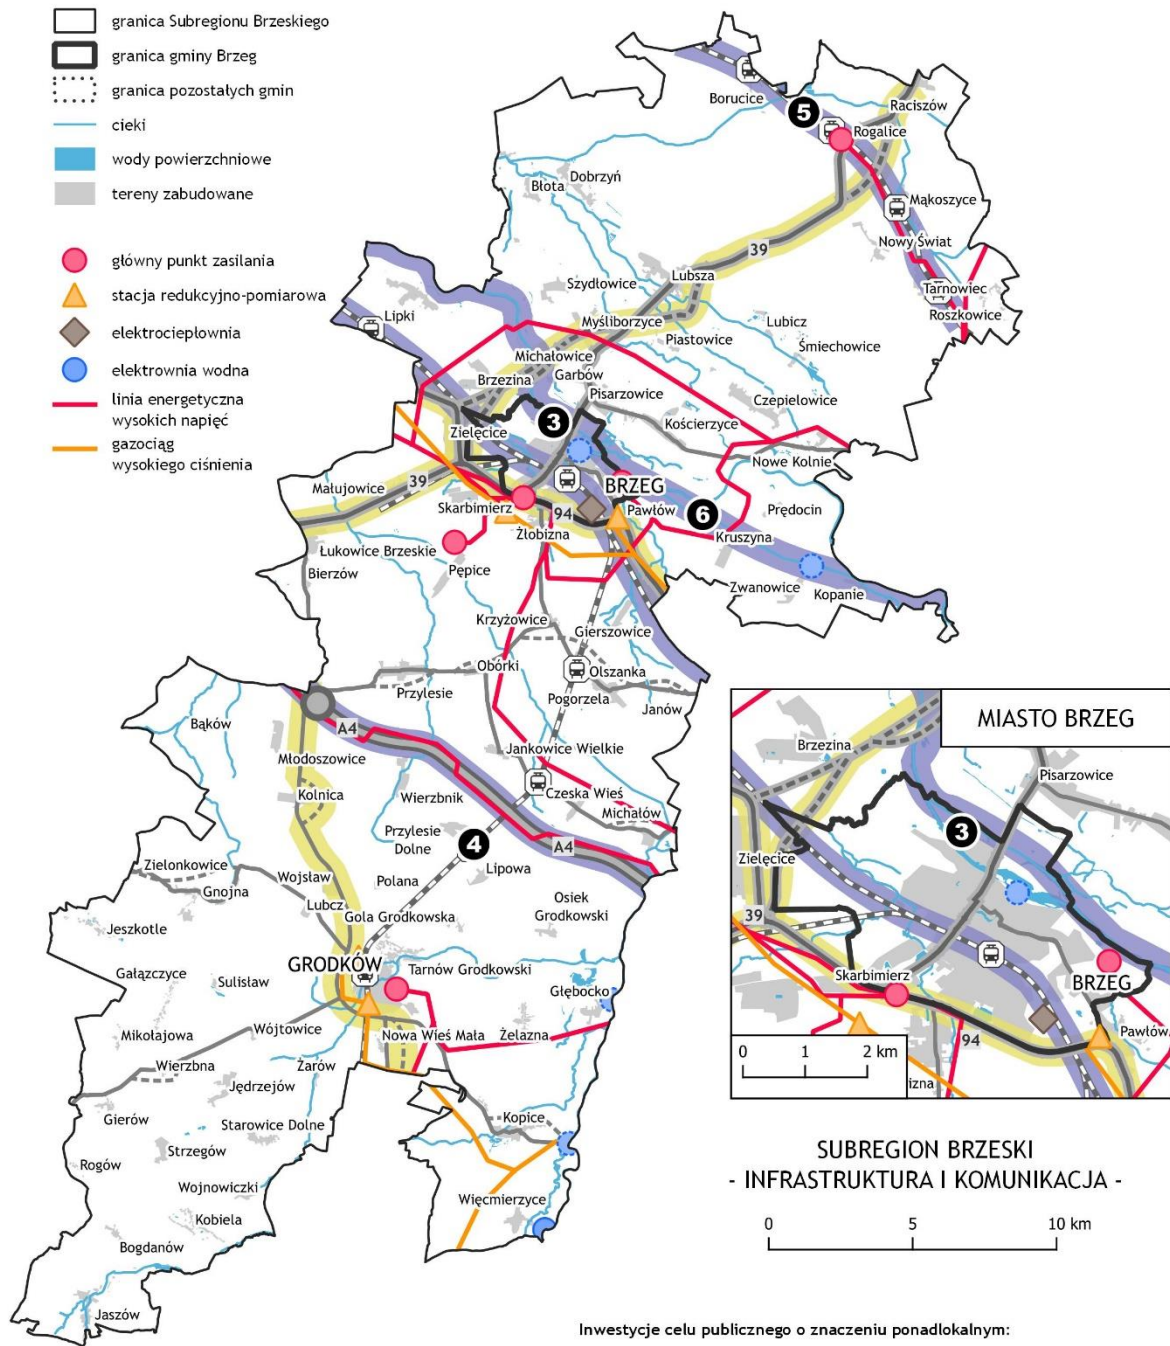 granica Subregionu Brzeskiego
granica gminy Brzeg
granica pozostałych gmin
cieki
wody powierzchniowe
tereny zabudowane
główny punkt zasilania
stacja redukcyjno-pomiarowa
elektrociepłownia
elektrownia wodna
linia energetyczna
wysokich napięć
gazociąg
wysokiego ciśnienia
Borucice
5
Raciszów
Rogalice
Dobrzyń
Błota
Mąkoszyce
Nowy Świat
39
Lubsza
Szydłowice
Tarnowiec
Roszkowice
Lipki
Myśliborzyce
Lubicz
Piastowice
Śmiechowice
Michałowice
Garbów
Brzezina
Pisarzowice
Czepielowice
3
Kościerzyce
Zielęcice
Nowe Kolnie
39
Małujowice
BRZEG
Skarbimierz
94
Pawłów
6
Prędocin
Żłobizna
Kruszyna
Łukowice Brzeskie
Pępice
Bierzów
Zwanowice
Kopanie
Krzyżowice
Gierszowice
Obórki
Olszanka
Przylesie
Pogorzela
Janów
Bąków
A4
Jankowice Wielkie
Młodoszowice
Kolnica
Wierzbnik
Czeska Wieś
Michałów
Przylesie
Dolne
4
A4
Zielonkowice
Wojsław
Polana
Lipowa
Gnojna
Lubcz
Osiek
Grodkowski
Gola Grodkowska
Jeszkotle
GRODKÓW
Tarnów Grodkowski
Gałązczyce
Sulisław
Głębocko
Mikołajowa
Wójtowice
Nowa Wieś Mała
Żelazna
Wierzbna
Żarów
Jędrzejów
Gierów
Starowice Dolne
Kopice
Strzegów
Rogów
Wojnowiczki
Więcmierzyce
Kobiela
Bogdanów
Jaszów
MIASTO BRZEG
Brzezina
Pisarzowice
3
Zielęcice
39
Skarbimierz
BRZEG
Pawłów
94
0 1 2 km
izna
SUBREGION BRZESKI
- INFRASTRUKTURA I KOMUNIKACJA -
0 5 10 km
Inwestycje celu publicznego o znaczeniu ponadlokalnym: